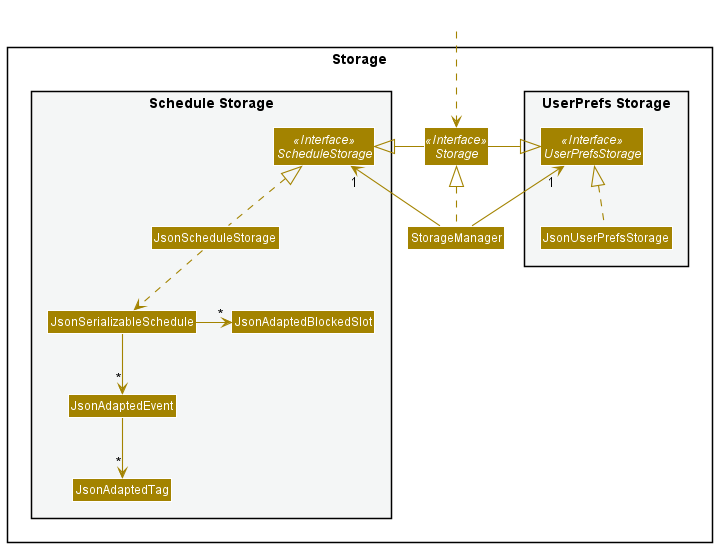 Storage
Schedule Storage
UserPrefs Storage
«Interface»
ScheduleStorage
«Interface»
Storage
«Interface»
UserPrefsStorage
1
1
JsonScheduleStorage
StorageManager
JsonUserPrefsStorage
*
JsonSerializableSchedule
JsonAdaptedBlockedSlot
*
JsonAdaptedEvent
*
JsonAdaptedTag